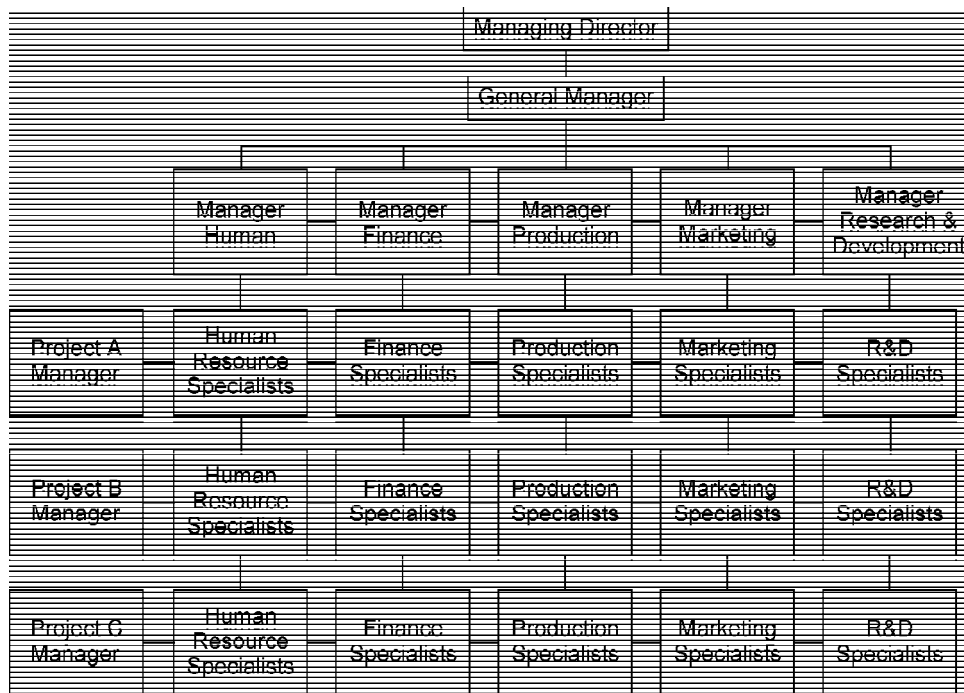 Managing Director
General Manager
Manager
Human
Manager
Finance
Manager
Production
Manager
Marketing
Manager
Research &
Development
Project A
Manager
Human
Resource
Specialists
Finance
Specialists
Production
Specialists
Marketing
Specialists
R&D
Specialists
Project B
Manager
Human
Resource
Specialists
Finance
Specialists
Production
Specialists
Marketing
Specialists
R&D
Specialists
Project C
Manager
Human
Resource
Specialists
Finance
Specialists
Production
Specialists
Marketing
Specialists
R&D
Specialists